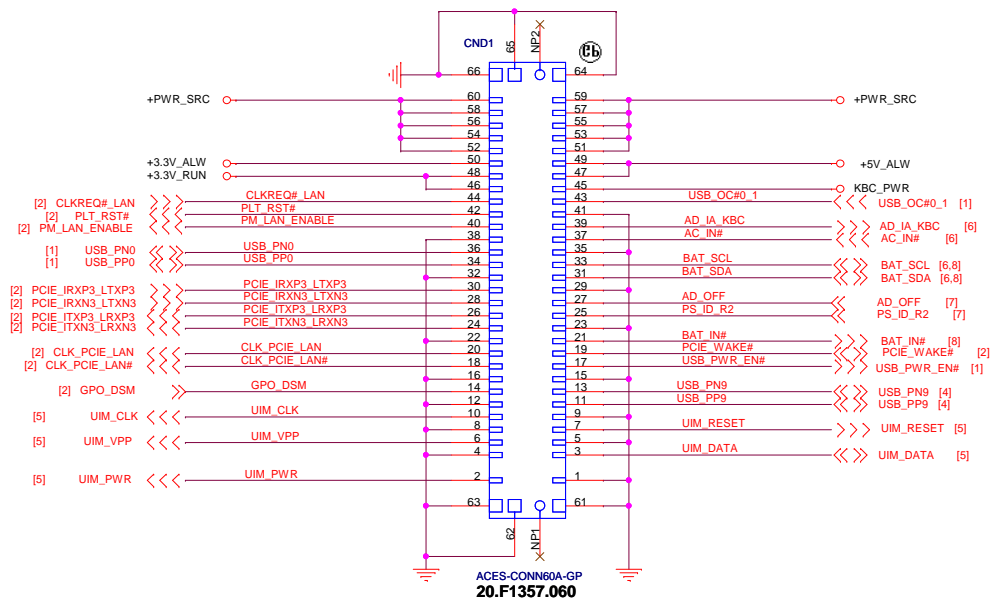 CND1
65
NP2
66
64
+PWR_SRC
60
59
+PWR_SRC
58
57
56
55
54
53
52
51
+3.3V_ALW
50
49
+5V_ALW
+3.3V_RUN
48
47
46
45
KBC_PWR
[2] CLKREQ#_LAN
CLKREQ#_LAN
44
43
USB_OC#0_1
USB_OC#0_1 [1]
[2] PLT_RST#
PLT_RST#
42
41
[2] PM_LAN_ENABLE
PM_LAN_ENABLE
40
39
AD_IA_KBC
AD_IA_KBC [6]
38
37
AC_IN#
AC_IN# [6]
[1] USB_PN0
USB_PN0
36
35
[1] USB_PP0
USB_PP0
34
33
BAT_SCL
BAT_SCL [6,8]
32
31
BAT_SDA
BAT_SDA [6,8]
[2] PCIE_IRXP3_LTXP3
PCIE_IRXP3_LTXP3
30
29
[2] PCIE_IRXN3_LTXN3
PCIE_IRXN3_LTXN3
28
27
AD_OFF
AD_OFF [7]
[2] PCIE_ITXP3_LRXP3
PCIE_ITXP3_LRXP3
26
25
PS_ID_R2
PS_ID_R2 [7]
[2] PCIE_ITXN3_LRXN3
PCIE_ITXN3_LRXN3
24
23
22
21
BAT_IN#
BAT_IN# [8]
[2] CLK_PCIE_LAN
CLK_PCIE_LAN
20
19
PCIE_WAKE#
PCIE_WAKE# [2]
[2] CLK_PCIE_LAN#
CLK_PCIE_LAN#
18
17
USB_PWR_EN#
USB_PWR_EN# [1]
16
15
[2] GPO_DSM
GPO_DSM
14
13
USB_PN9
USB_PN9 [4]
12
11
USB_PP9
USB_PP9 [4]
[5] UIM_CLK
UIM_CLK
10
9
8
7
UIM_RESET
UIM_RESET [5]
[5] UIM_VPP
UIM_VPP
6
5
4
3
UIM_DATA
UIM_DATA [5]
[5] UIM_PWR
UIM_PWR
2
1
63
61
62
NP1
ACES-CONN60A-GP
20.F1357.060